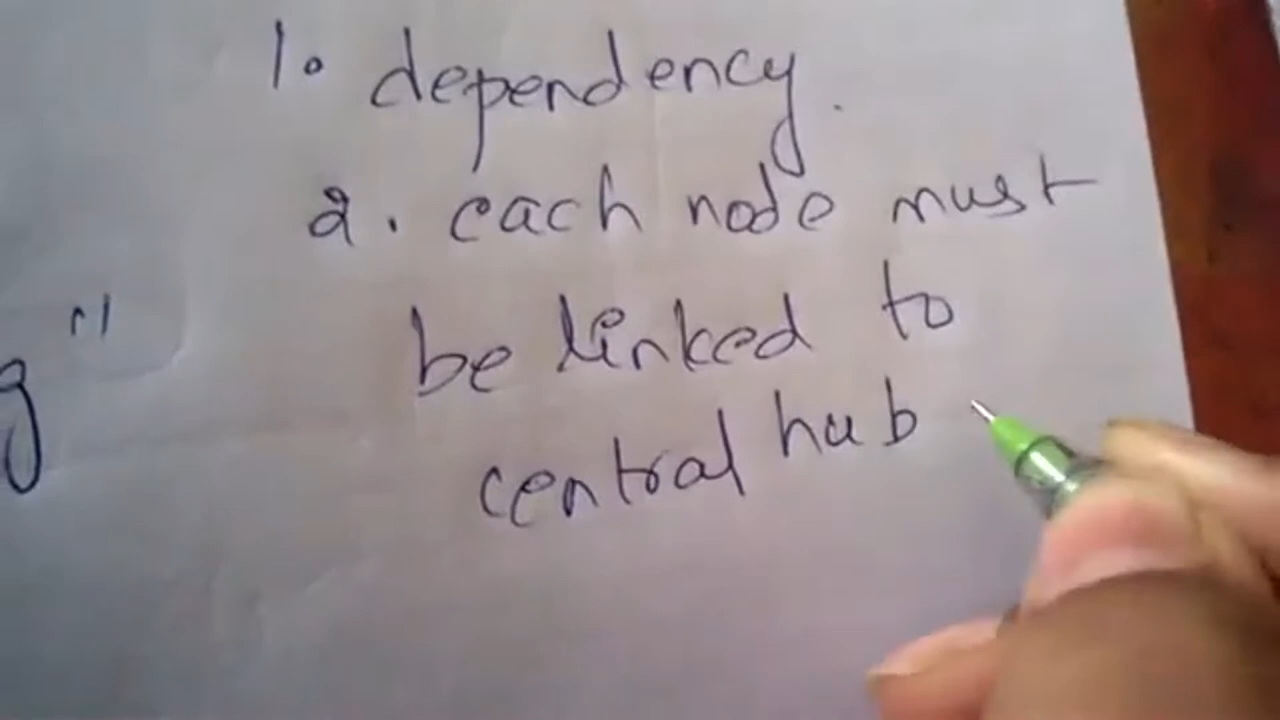 1. dependency.
2. each node must
be linked to
central hub
g"